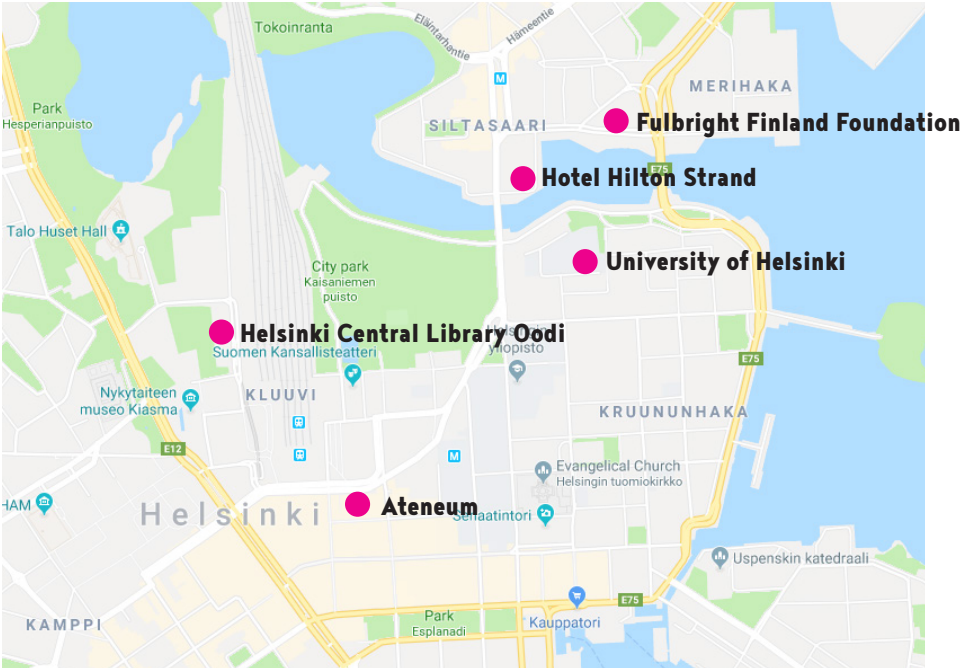 Tokoinranta
Eläintarhantie
Hämeentie
M
MERIHAKA
Park
Hesperianpuisto
SILTASAARI
Fulbright Finland Foundation
E75
Hotel Hilton Strand
Talo Huset Hall
University of Helsinki
City park
Kaisaniemen
puisto
Helsinki Central Library Oodi
Helsingin
yliopisto
Suomen Kansallisteatteri
E75
Nykytaiteen
museo Kiasma
KLUUVI
KRUUNUNHAKA
E12
M
Evangelical Church
Helsingin tuomiokirkko
HAM
Helsinki
Ateneum
Senaatintori
Uspenskin katedraali
E75
Park
Esplanadi
Kauppatori
KAMPPI